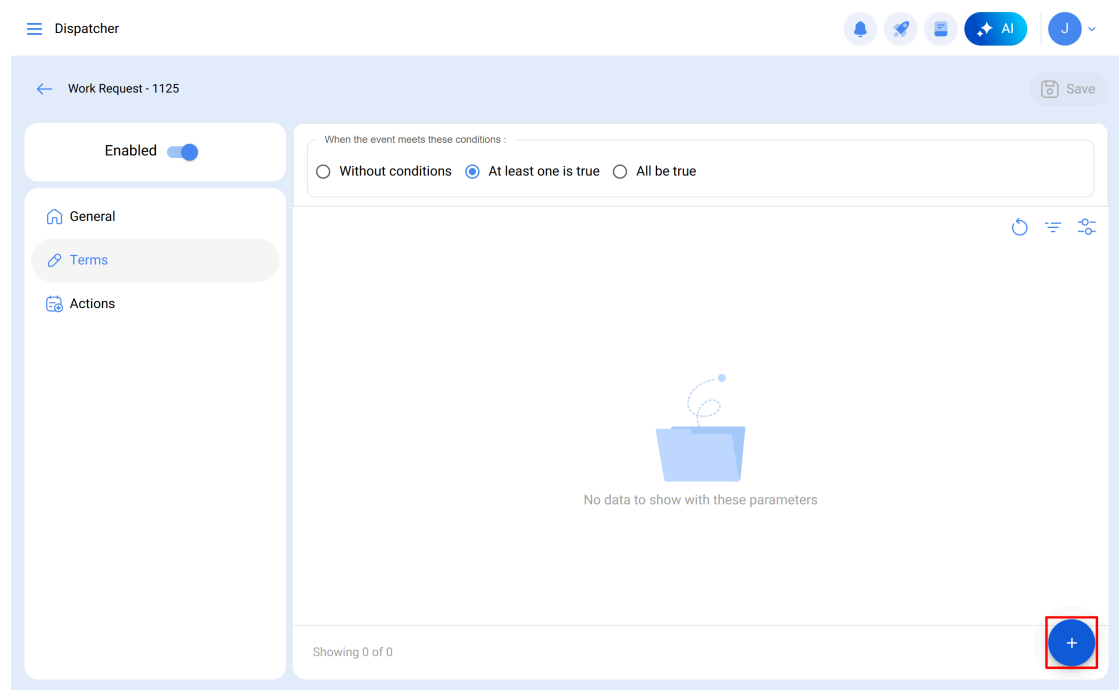 Dispatcher
AI
J
Work Request - 1125
Save
Enabled
General
Terms
Actions
When the event meets these conditions :
Without conditions
At least one is true
All be true
No data to show with these parameters
Showing 0 of 0
+